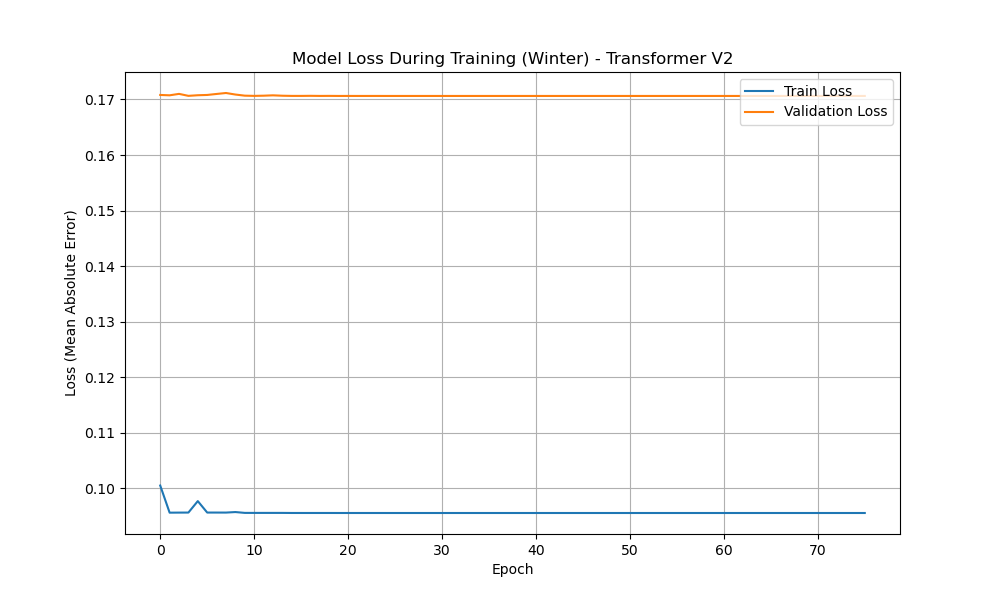 Model Loss During Training (Winter) - Transformer V2
Train Loss
Validation Loss
Loss (Mean Absolute Error)
0.17
0.16
0.15
0.14
0.13
0.12
0.11
0.10
0 10 20 30 40 50 60 70
Epoch